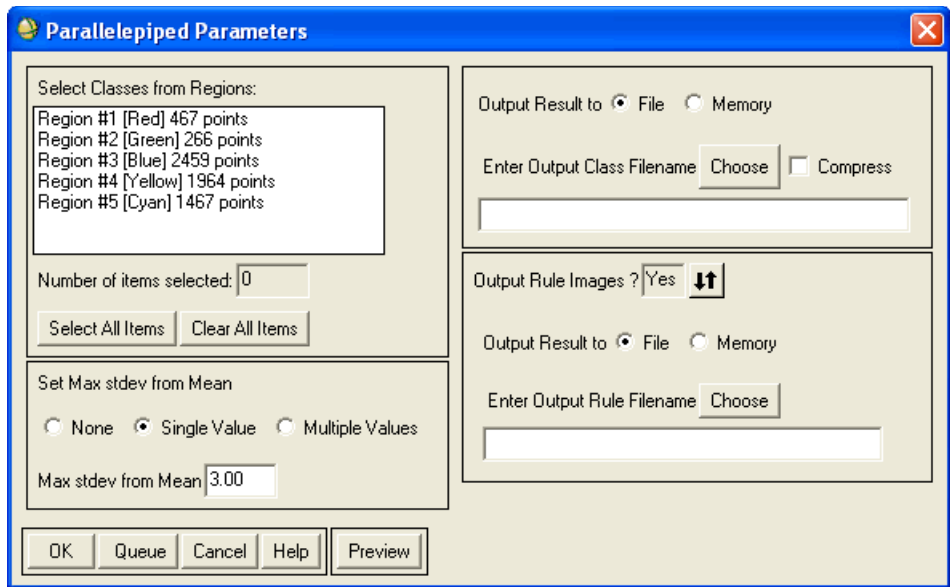 Parallelepiped Parameters
Select Classes from Regions:
Region #1 [Red] 467 points
Region #2 [Green] 266 points
Region #3 [Blue] 2459 points
Region #4 [Yellow] 1964 points
Region #5 [Cyan] 1467 points
Number of items selected: 0
Select All Items Clear All Items
Set Max stdev from Mean
None Single Value Multiple Values
Max stdev from Mean 3.00
OK Queue Cancel Help Preview
Output Result to File Memory
Enter Output Class Filename Choose Compress
Output Rule Images ? Yes
Output Result to File Memory
Enter Output Rule Filename Choose